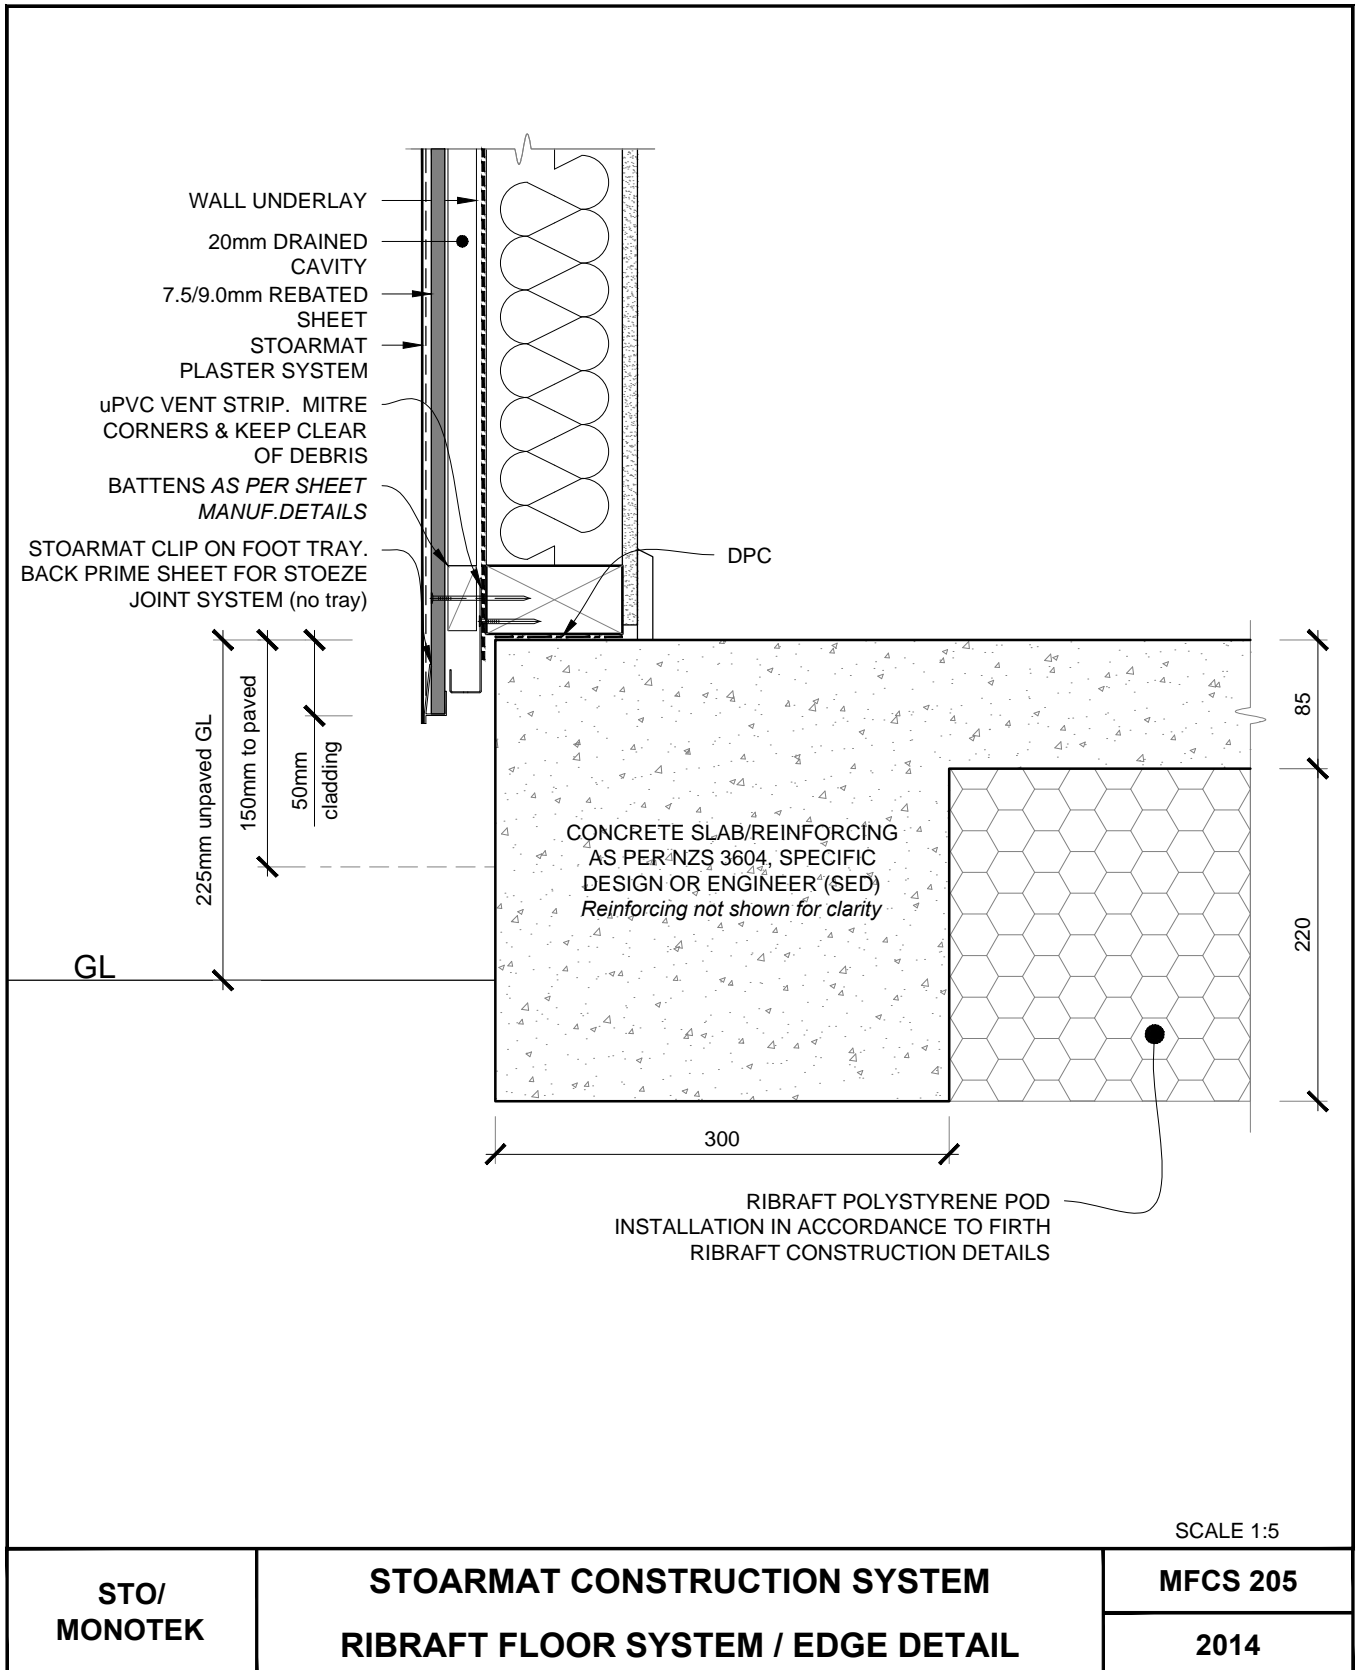 WALL UNDERLAY
20mm DRAINED
CAVITY
7.5/9.0mm REBATED
SHEET
STOARMAT
PLASTER SYSTEM
uPVC VENT STRIP. MITRE
CORNERS & KEEP CLEAR
OF DEBRIS
BATTENS AS PER SHEET
MANUF.DETAILS
STOARMAT CLIP ON FOOT TRAY.
BACK PRIME SHEET FOR STOEZE
JOINT SYSTEM (no tray)
DPC
225mm unpaved GL
150mm to paved
50mm
cladding
GL
85
220
CONCRETE SLAB/REINFORCING
AS PER NZS 3604, SPECIFIC
DESIGN OR ENGINEER (SED)
Reinforcing not shown for clarity
300
RIBRAFT POLYSTYRENE POD
INSTALLATION IN ACCORDANCE TO FIRTH
RIBRAFT CONSTRUCTION DETAILS
SCALE 1:5
STO/
MONOTEK
STOARMAT CONSTRUCTION SYSTEM
RIBRAFT FLOOR SYSTEM / EDGE DETAIL
MFCS 205
2014